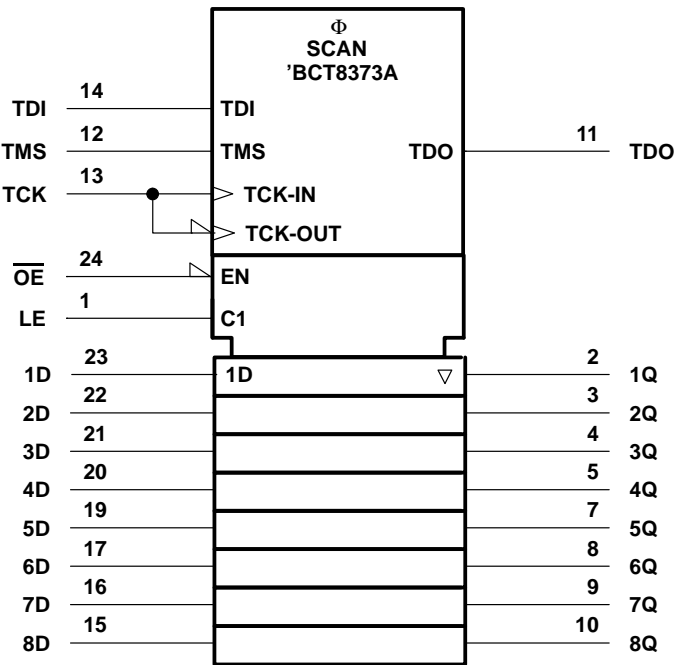 Φ
SCAN
’BCT8373A
TDI 14 TDI
TMS 12 TMS TDO 11 TDO
TCK 13 TCK-IN
TCK-OUT
OE 24 EN
LE 1 C1
1D 23 1D 2 1Q
2D 22 3 2Q
3D 21 4 3Q
4D 20 5 4Q
5D 19 7 5Q
6D 17 8 6Q
7D 16 9 7Q
8D 15 10 8Q